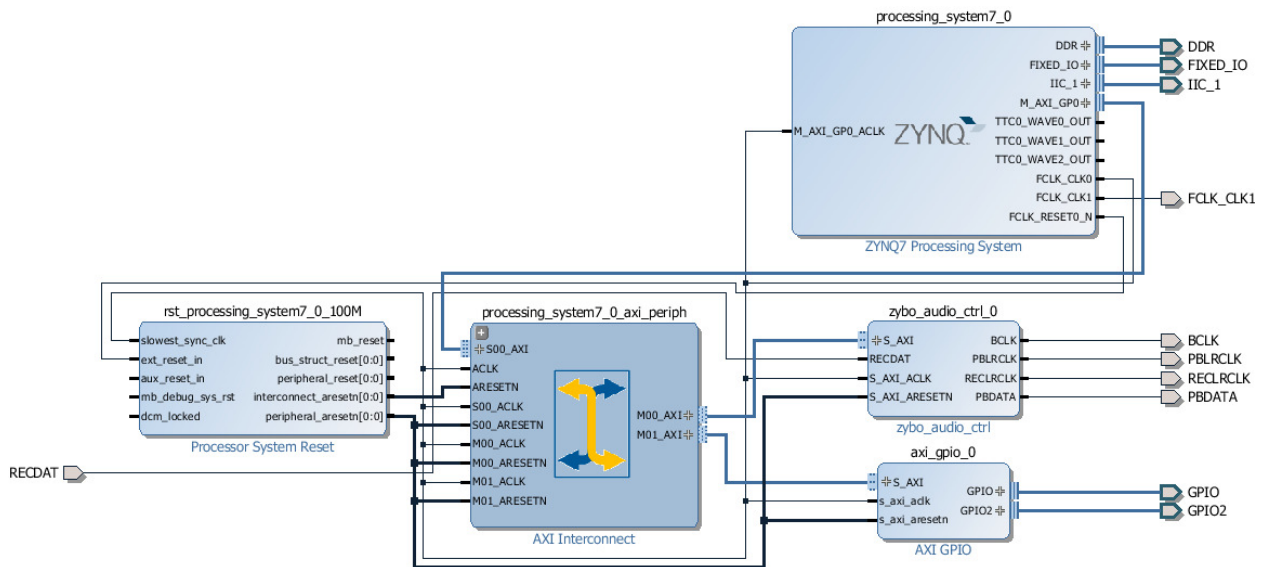 processing_system7_0
DDR
FIXED_IO
IIC_1
M_AXI_GP0
TTC0_WAVE0_OUT
TTC0_WAVE1_OUT
TTC0_WAVE2_OUT
FCLK_CLK0
FCLK_CLK1
FCLK_RESET0_N
M_AXI_GP0_ACLK
ZYNQ
ZYNQ7 Processing System
DDR
FIXED_IO
IIC_1
FCLK_CLK1
rst_processing_system7_0_100M
slowest_sync_clk
ext_reset_in
aux_reset_in
mb_debug_sys_rst
dcm_locked
mb_reset
bus_struct_reset[0:0]
peripheral_reset[0:0]
interconnect_aresetn[0:0]
peripheral_aresetn[0:0]
Processor System Reset
RECDAT
processing_system7_0_axi_periph
S00_AXI
ACLK
ARESETN
S00_ACLK
S00_ARESETN
M00_ACLK
M00_ARESETN
M01_ACLK
M01_ARESETN
M00_AXI
M01_AXI
AXI Interconnect
zybo_audio_ctrl_0
S_AXI
RECDAT
S_AXI_ACLK
S_AXI_ARESETN
BCLK
PBLRCLK
RECLRCLK
PBDATA
zybo_audio_ctrl
BCLK
PBLRCLK
RECLRCLK
PBDATA
axi_gpio_0
S_AXI
s_axi_aclk
s_axi_aresetn
GPIO
GPIO2
AXI GPIO
GPIO
GPIO2